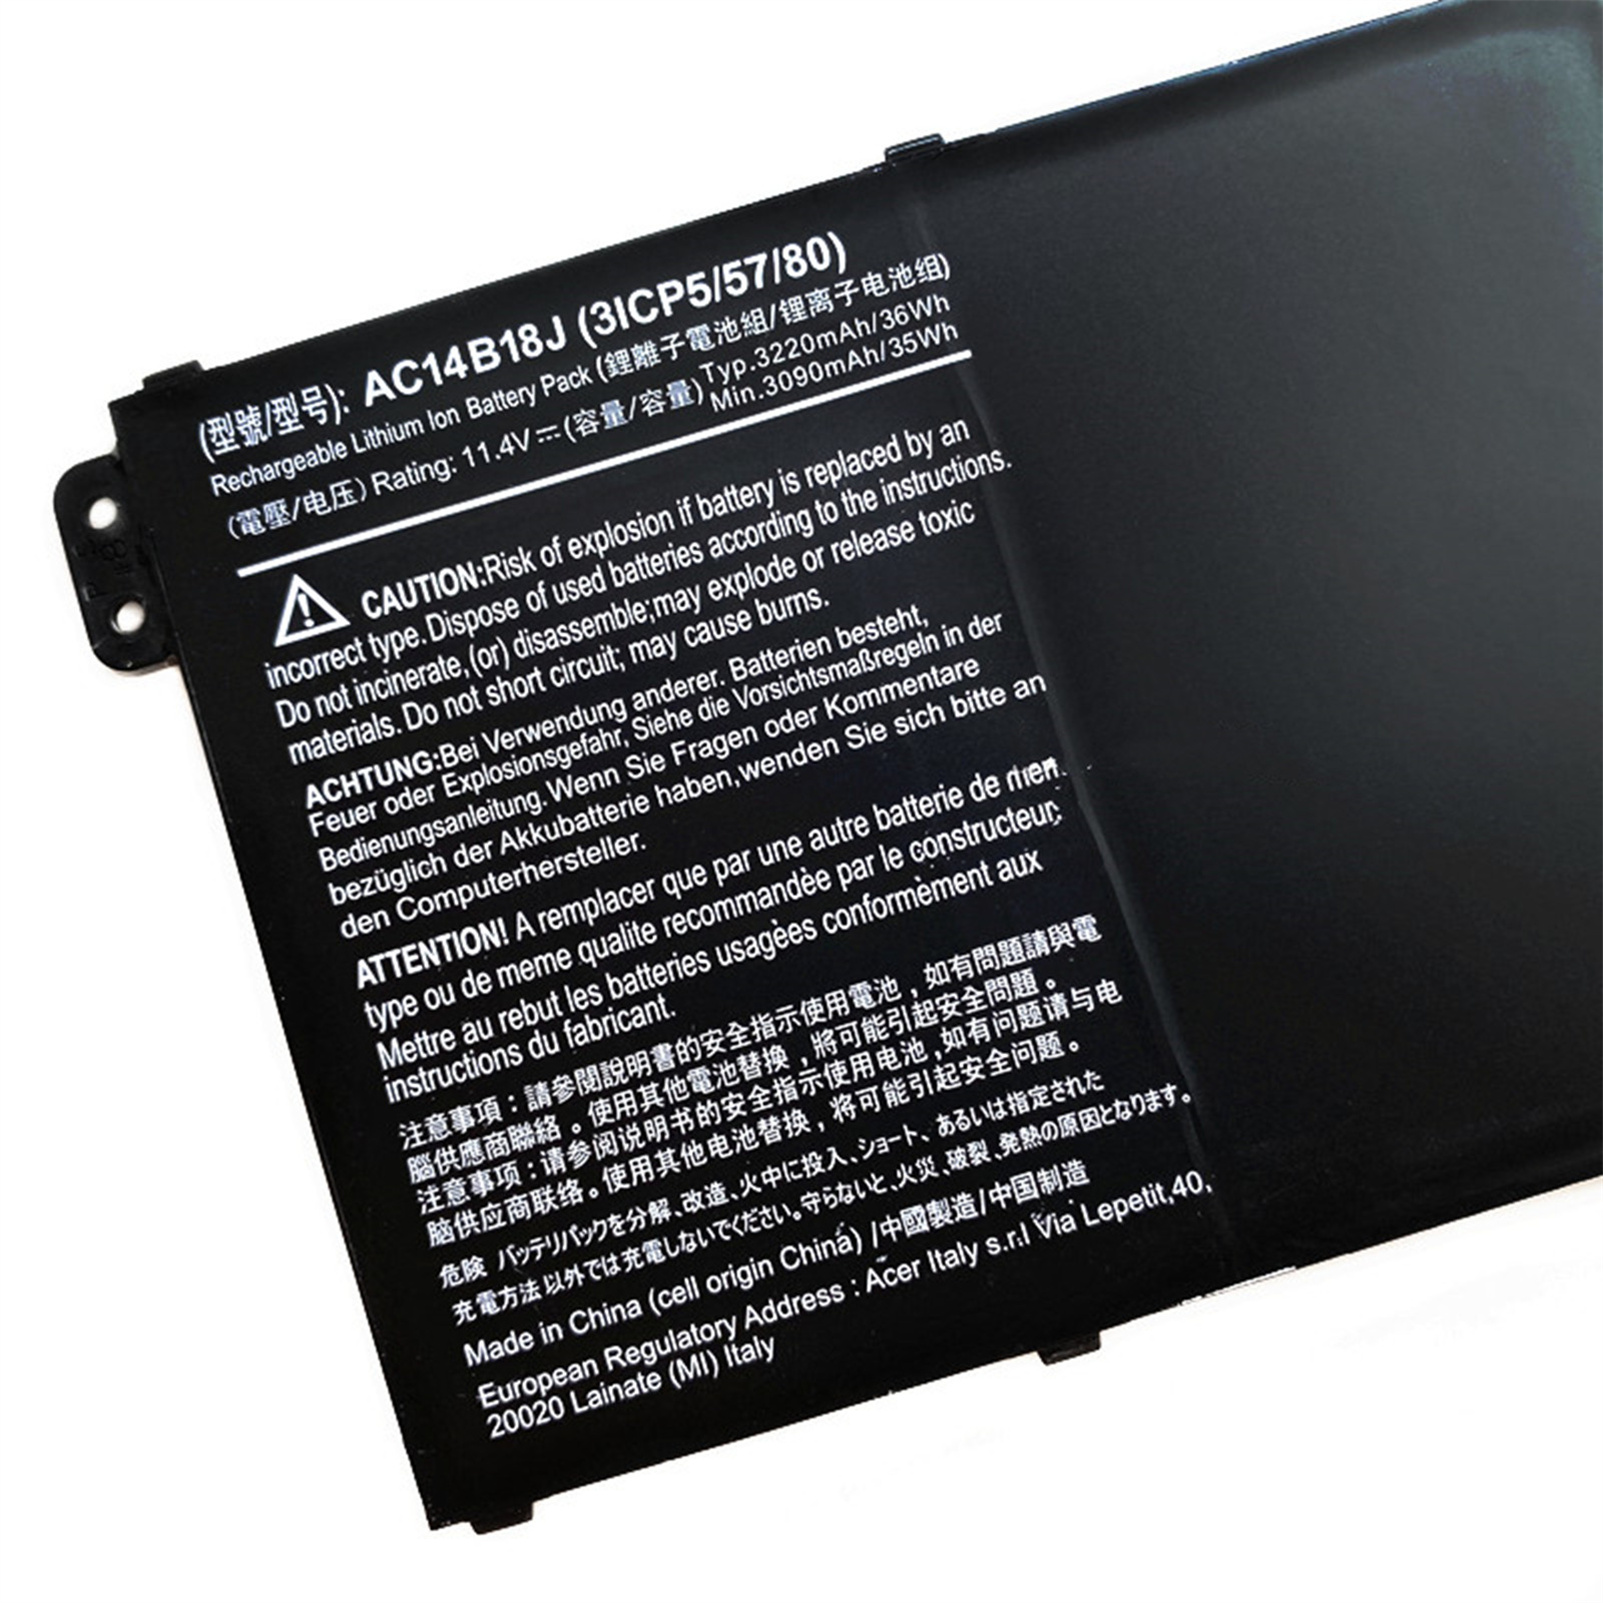 (型號/型号): AC14B18J (3ICP5/57/80)
Rechargeable Lithium Ion Battery Pack (鋰離子電池組/锂离子电池组)
(電壓/电压) Rating: 11.4V⎓(容量/容量) Typ.3220mAh/36Wh
Min.3090mAh/35Wh
CAUTION:Risk of explosion if battery is replaced by an
incorrect type.Dispose of used batteries according to the instructions.
Do not incinerate,(or) disassemble;may explode or release toxic
materials. Do not short circuit; may cause burns.
ACHTUNG:Bei Verwendung anderer. Batterien besteht,
Feuer oder Explosionsgefahr, Siehe die Vorsichtsmaßregeln in der
Bedienungsanleitung.Wenn Sie Fragen oder Kommentare
bezüglich der Akkubatterie haben,wenden Sie sich bitte an
den Computerhersteller.
ATTENTION! A remplacer que par une autre batterie de
type ou de meme qualite recommandèe par le constructeur;
Mettre au rebut les batteries usagèes conformèment aux
instructions du fabricant.
注意事項：請參閱說明書的安全指示使用電池，如有問題請與電
腦供應商聯絡。使用其他電池替換，將可能引起安全問題。
注意事项：请参阅说明书的安全指示使用电池,如有问题请与电
脑供应商联络。使用其他电池替换，将可能引起安全问题。
危険 バッテリパックを分解、改造、火中に投入、ショート、あるいは指定された
充電方法以外では充電しないでください。守らないと、火災、破裂、発熱の原因となります。
Made in China (cell origin China) /中國製造/中国制造
European Regulatory Address : Acer Italy s.r.l Via Lepetit,40,
20020 Lainate (MI) Italy